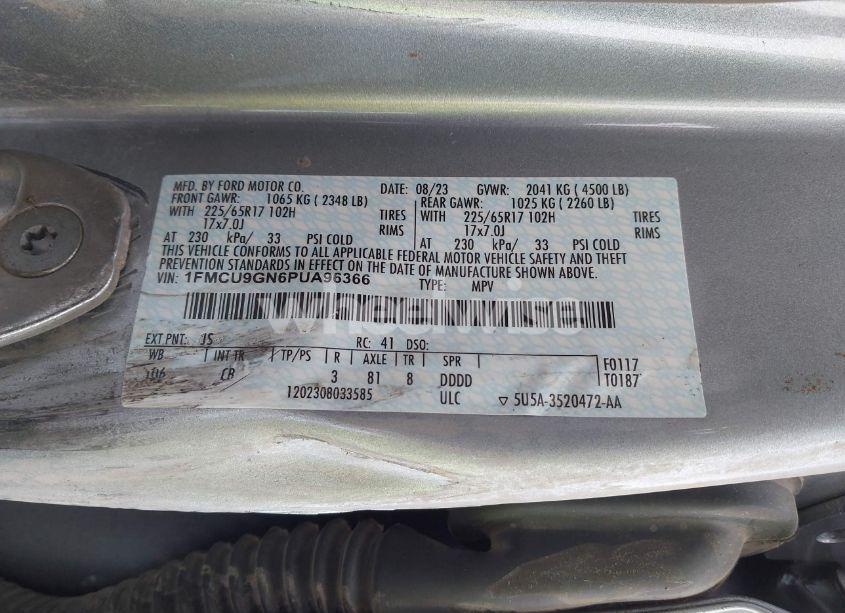 MFD. BY FORD MOTOR CO. DATE: 08/23 GVWR: 2041 KG ( 4500 LB)
FRONT GAWR: 1065 KG ( 2348 LB) REAR GAWR: 1025 KG ( 2260 LB)
WITH 225/65R17 102H TIRES WITH 225/65R17 102H TIRES
17x7.0J RIMS 17x7.0J RIMS
AT 230 kPa/ 33 PSI COLD AT 230 kPa/ 33 PSI COLD
THIS VEHICLE CONFORMS TO ALL APPLICABLE FEDERAL MOTOR VEHICLE SAFETY AND THEFT
PREVENTION STANDARDS IN EFFECT ON THE DATE OF MANUFACTURE SHOWN ABOVE.
VIN: 1FMCU9GN6PUA96366 TYPE: MPV
wheelwise
EXT PNT: JS RC: 41 DSO:
WB INT TR TP/PS R AXLE TR SPR F0117
106 CB 3 81 8 DDDD T0187
1202308033585 ULC ▽ 5U5A-3520472-AA